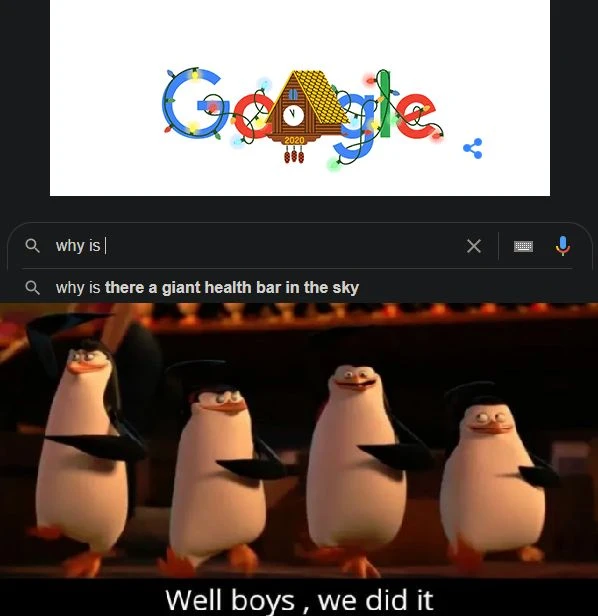 Google
2020
why is
why is there a giant health bar in the sky
Well boys , we did it